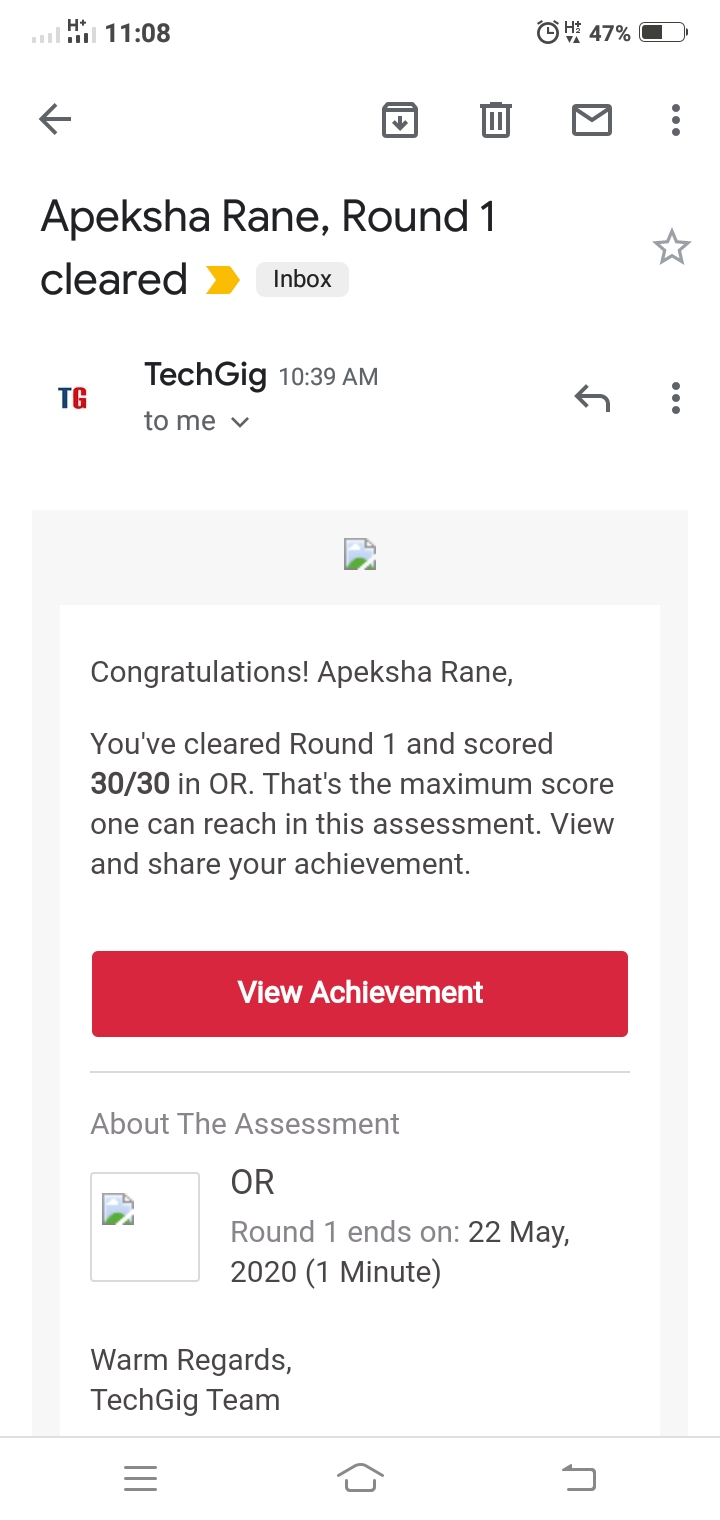 11:08
47%
Apeksha Rane, Round 1
cleared
Inbox
TG
TechGig 10:39 AM
to me
Congratulations! Apeksha Rane,
You've cleared Round 1 and scored
30/30 in OR. That's the maximum score
one can reach in this assessment. View
and share your achievement.
View Achievement
About The Assessment
OR
Round 1 ends on: 22 May,
2020 (1 Minute)
Warm Regards,
TechGig Team